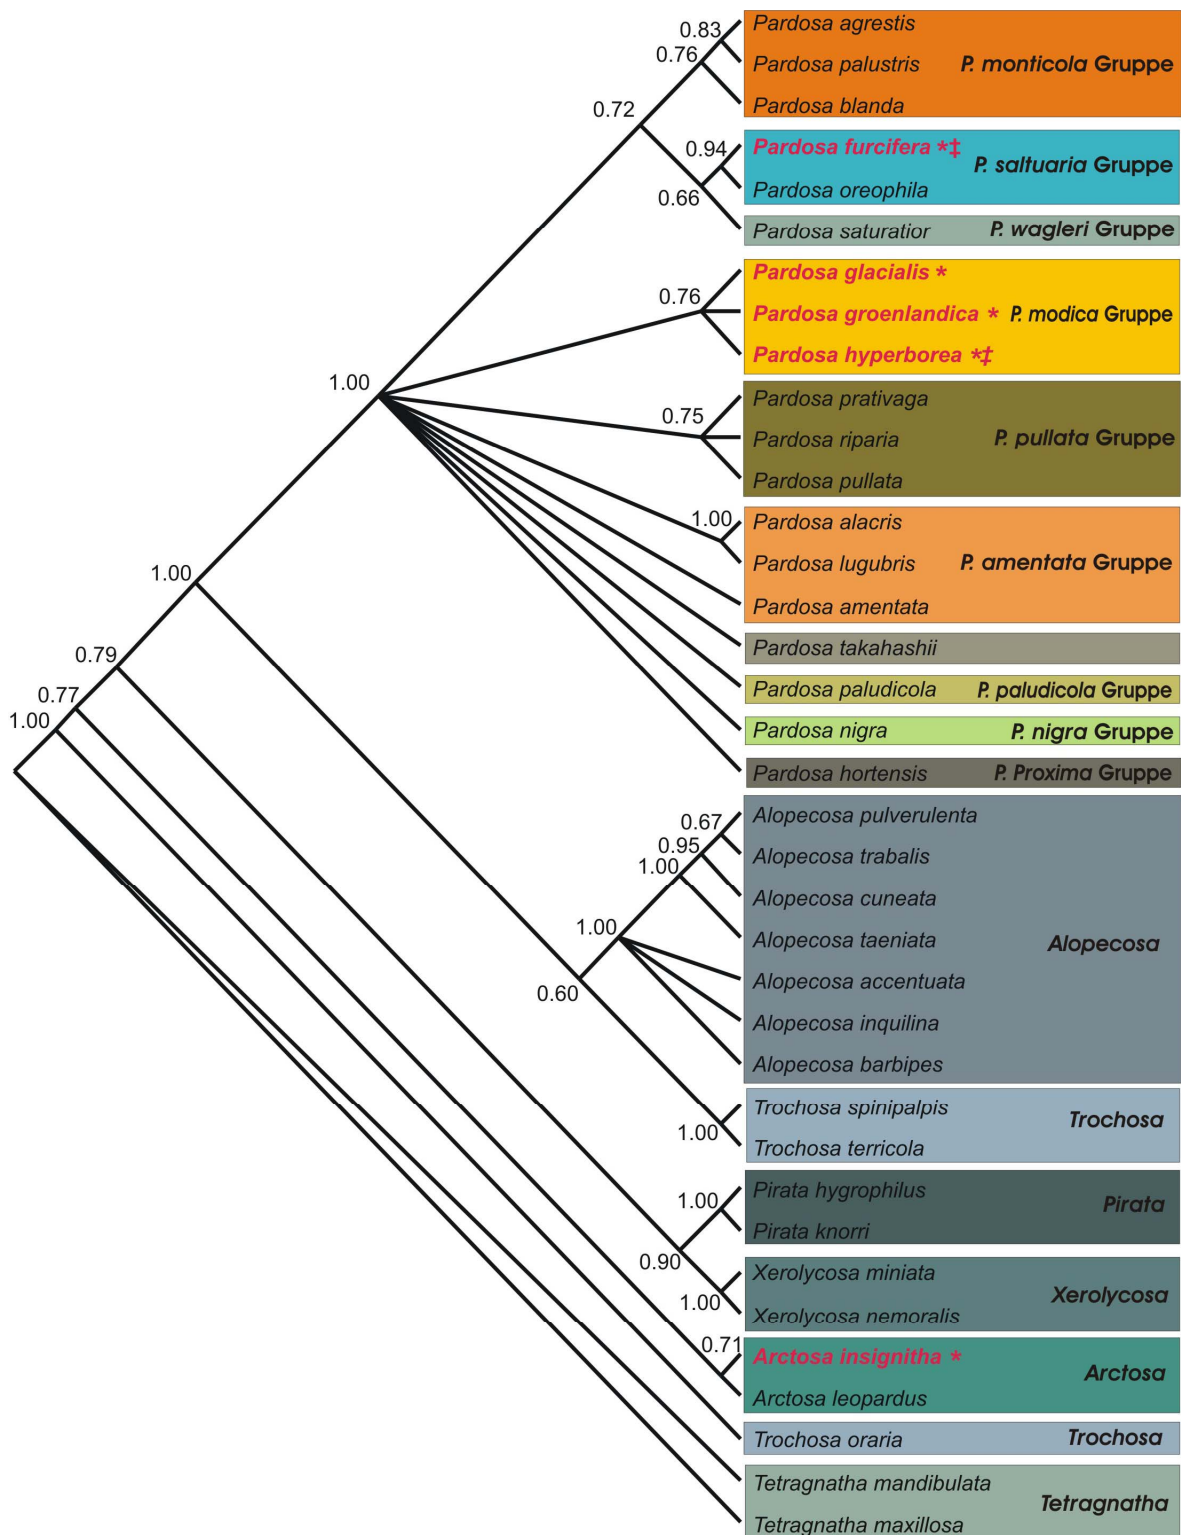 0.83
Pardosa agrestis
0.76
Pardosa palustris
P. monticola Gruppe
0.72
Pardosa blanda
0.94
Pardosa furcifera *‡
P. saltuaria Gruppe
0.66
Pardosa oreophila
Pardosa saturatior
P. wagleri Gruppe
Pardosa glacialis *
0.76
Pardosa groenlandica *
P. modica Gruppe
Pardosa hyperborea *‡
1.00
Pardosa prativaga
0.75
Pardosa riparia
P. pullata Gruppe
Pardosa pullata
1.00
Pardosa alacris
Pardosa lugubris
P. amentata Gruppe
1.00
Pardosa amentata
0.79
Pardosa takahashii
0.77
Pardosa paludicola
P. paludicola Gruppe
1.00
Pardosa nigra
P. nigra Gruppe
Pardosa hortensis
P. Proxima Gruppe
0.67
Alopecosa pulverulenta
0.95
Alopecosa trabalis
1.00
Alopecosa cuneata
1.00
Alopecosa taeniata
Alopecosa
0.60
Alopecosa accentuata
Alopecosa inquilina
Alopecosa barbipes
Trochosa spinipalpis
Trochosa
1.00
Trochosa terricola
1.00
Pirata hygrophilus
Pirata
Pirata knorri
0.90
Xerolycosa miniata
Xerolycosa
1.00
Xerolycosa nemoralis
0.71
Arctosa insignitha *
Arctosa
Arctosa leopardus
Trochosa oraria
Trochosa
Tetragnatha mandibulata
Tetragnatha
Tetragnatha maxillosa